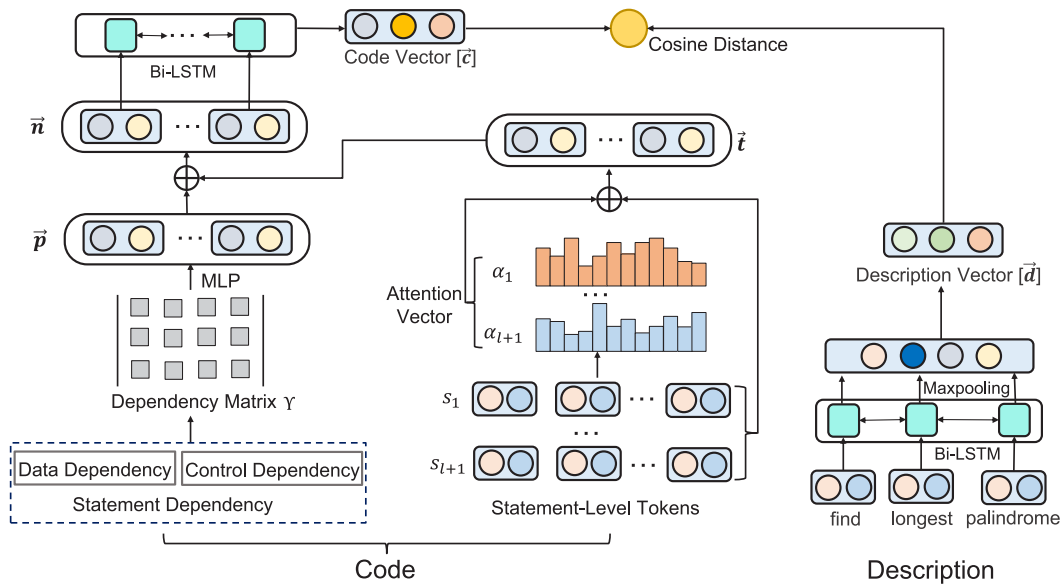 Bi-LSTM
Code Vector [c⃗]
Cosine Distance
n⃗
...
t⃗
p⃗
MLP
Dependency Matrix Υ
Data Dependency
Control Dependency
Statement Dependency
Attention
Vector
α1
...
αl+1
s1
...
sl+1
Statement-Level Tokens
Code
Description Vector [d⃗]
Maxpooling
Bi-LSTM
find longest palindrome
Description